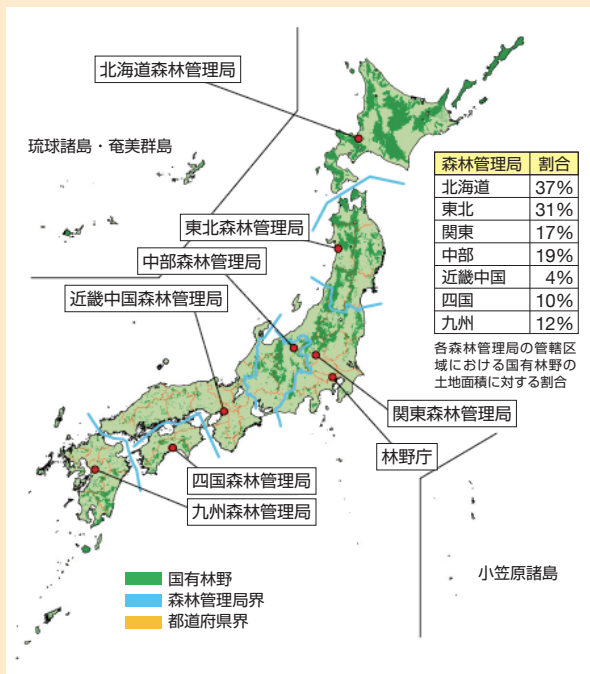 北海道森林管理局
琉球諸島・奄美群島
東北森林管理局
中部森林管理局
近畿中国森林管理局
森林管理局 割合
北海道 37%
東北 31%
関東 17%
中部 19%
近畿中国 4%
四国 10%
九州 12%
各森林管理局の管轄区
域における国有林野の
土地面積に対する割合
関東森林管理局
林野庁
四国森林管理局
九州森林管理局
小笠原諸島
国有林野
森林管理局界
都道府県界